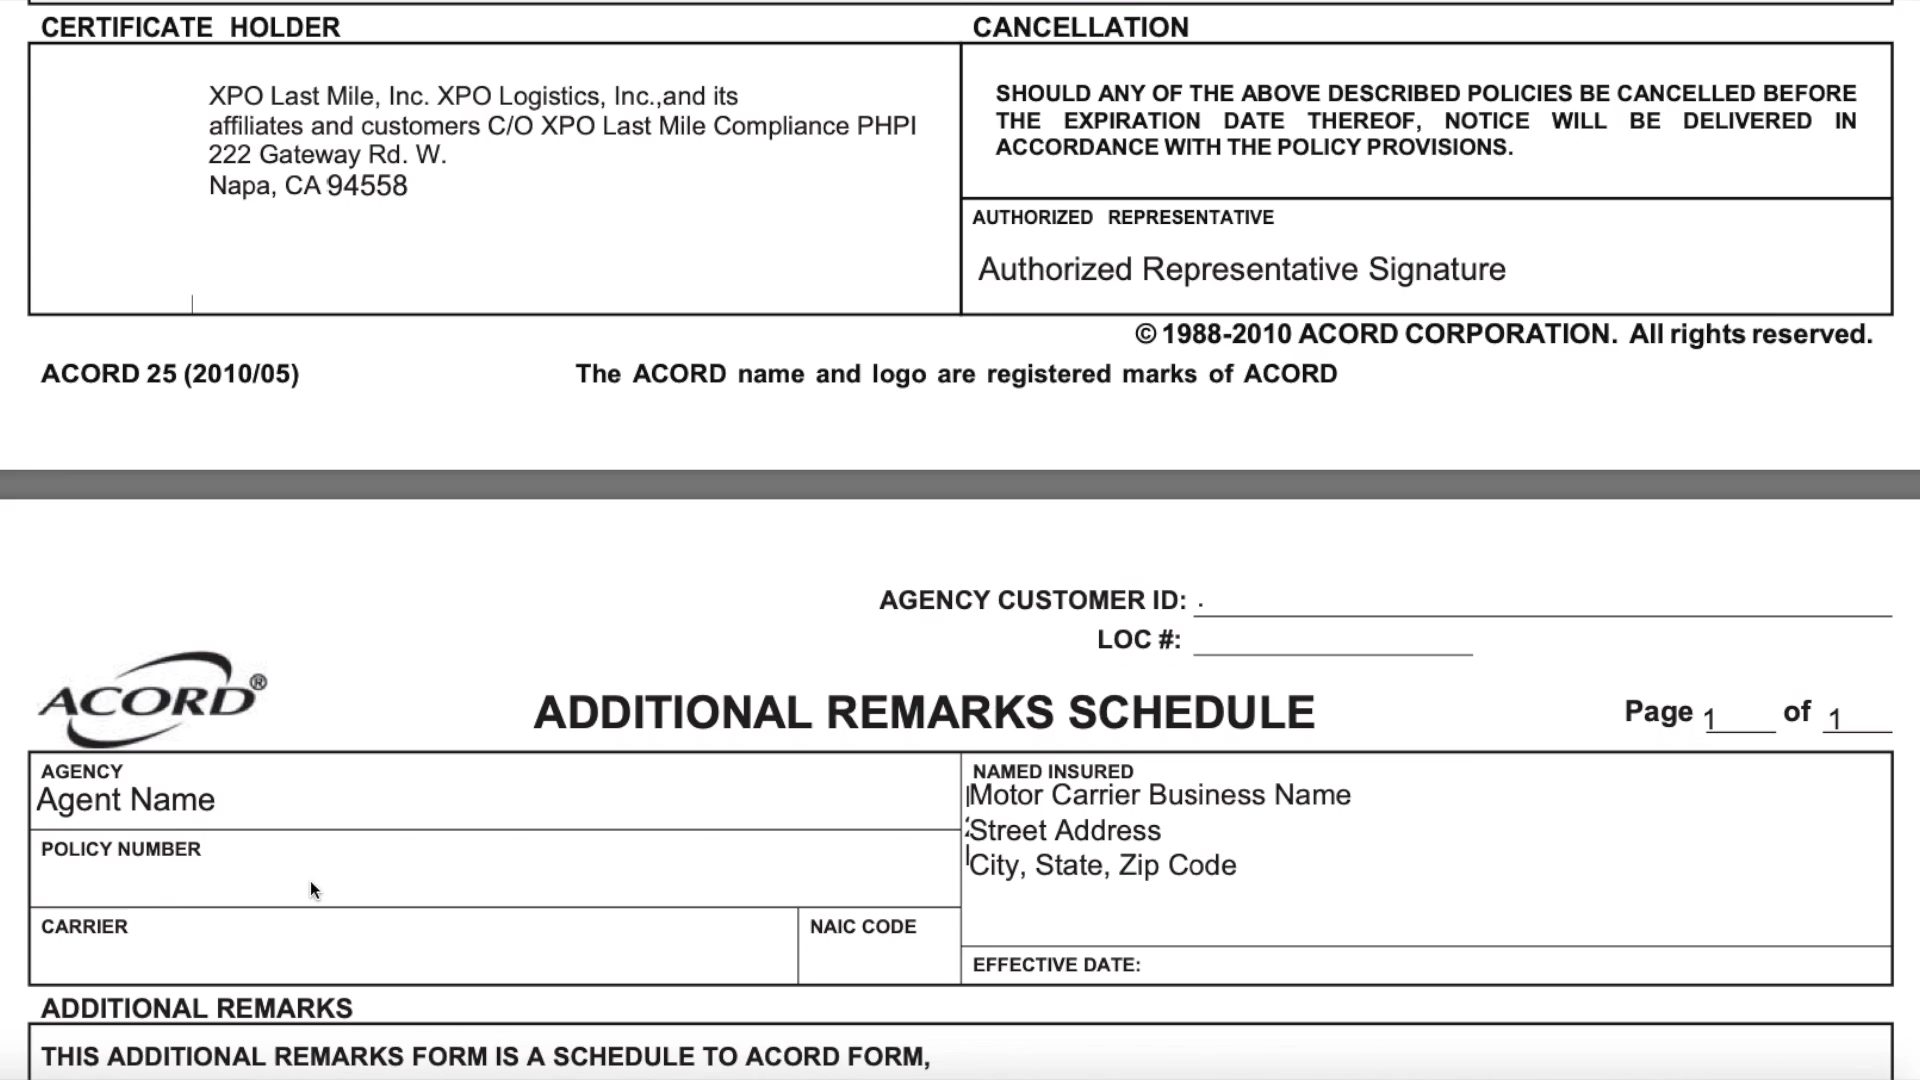 CERTIFICATE HOLDER
XPO Last Mile, Inc. XPO Logistics, Inc.,and its
affiliates and customers C/O XPO Last Mile Compliance PHPI
222 Gateway Rd. W.
Napa, CA 94558
CANCELLATION
SHOULD ANY OF THE ABOVE DESCRIBED POLICIES BE CANCELLED BEFORE
THE EXPIRATION DATE THEREOF, NOTICE WILL BE DELIVERED IN
ACCORDANCE WITH THE POLICY PROVISIONS.
AUTHORIZED REPRESENTATIVE
Authorized Representative Signature
© 1988-2010 ACORD CORPORATION. All rights reserved.
ACORD 25 (2010/05)
The ACORD name and logo are registered marks of ACORD
AGENCY CUSTOMER ID:
LOC #:
ACORD®
ADDITIONAL REMARKS SCHEDULE
Page 1 of 1
AGENCY
Agent Name
POLICY NUMBER
CARRIER
NAIC CODE
NAMED INSURED
Motor Carrier Business Name
Street Address
City, State, Zip Code
EFFECTIVE DATE:
ADDITIONAL REMARKS
THIS ADDITIONAL REMARKS FORM IS A SCHEDULE TO ACORD FORM,